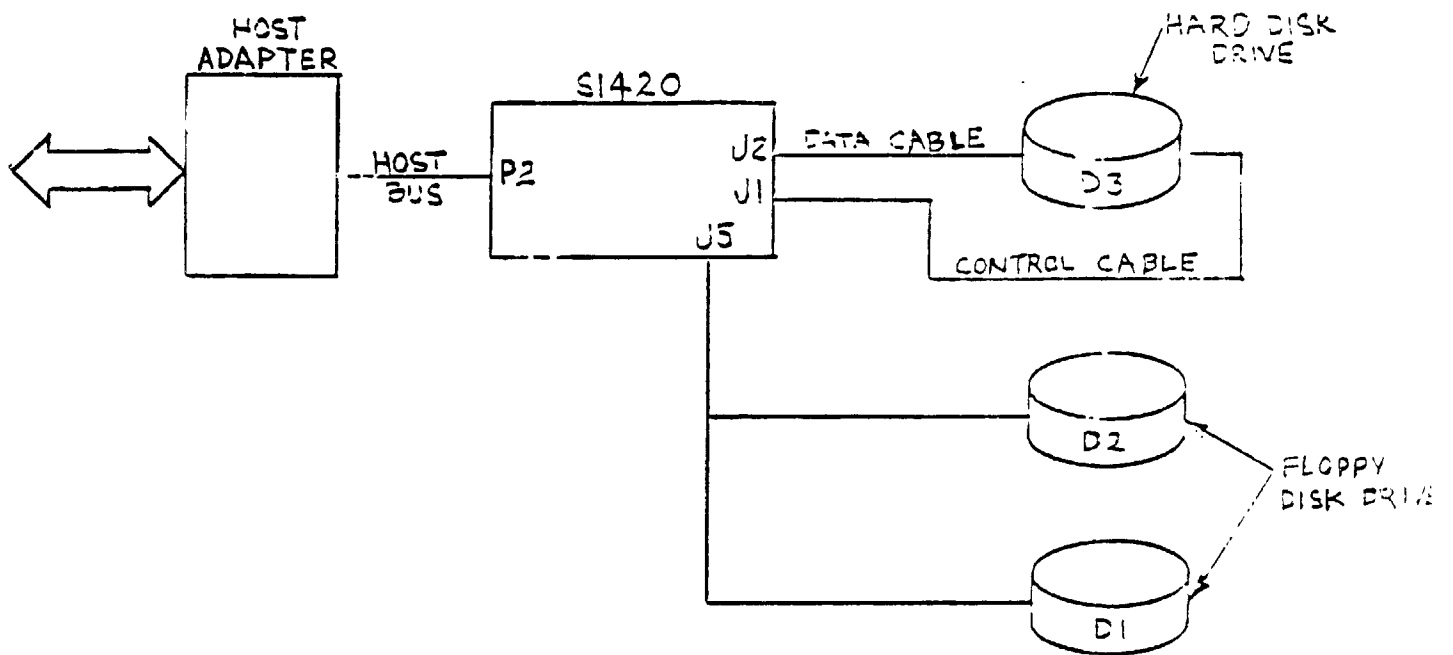 HOST
ADAPTER
S1420
HARD DISK
DRIVE
HOST
BUS
P2
J2
J1
J5
DATA CABLE
D3
CONTROL CABLE
D2
FLOPPY
DISK DRIVE
D1